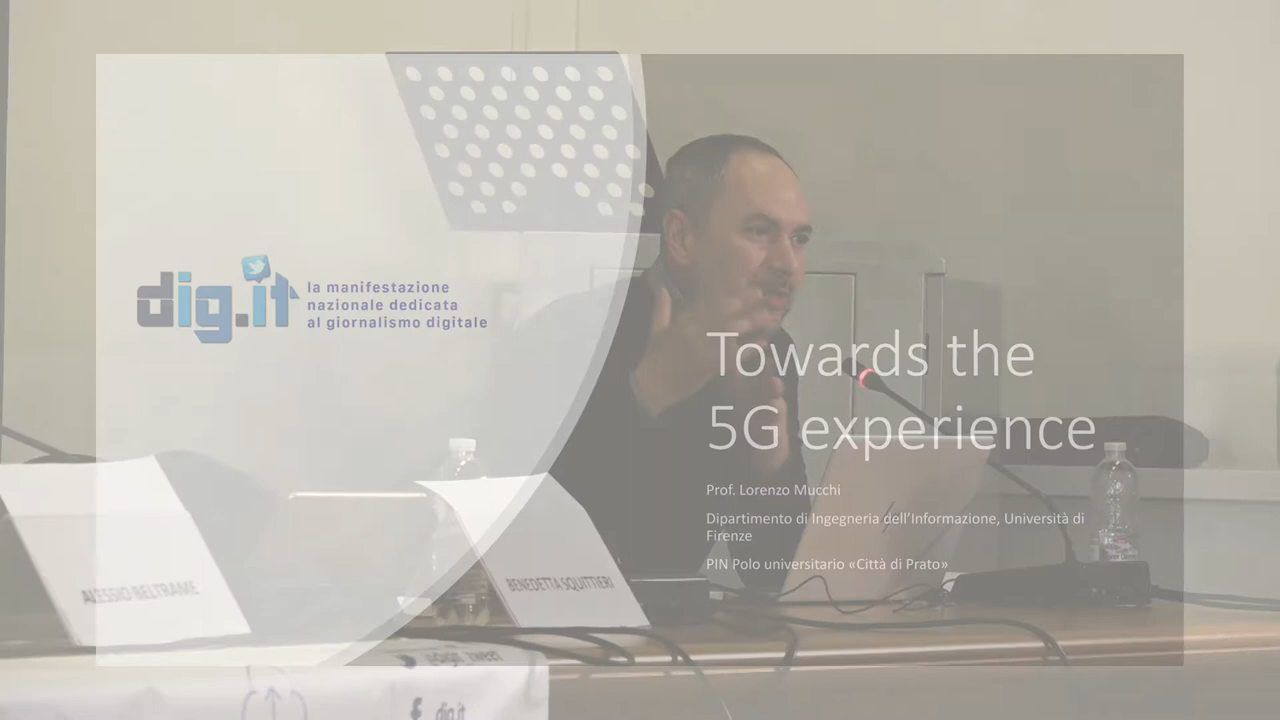 dig.it
la manifestazione
nazionale dedicata
al giornalismo digitale
Towards the
5G experience
Prof. Lorenzo Mucchi
Dipartimento di Ingegneria dell'Informazione, Università di
Firenze
PIN Polo universitario «Città di Prato»
ALESSIO BELTRAME
BENEDETTA SQUITTIERI
dig.it